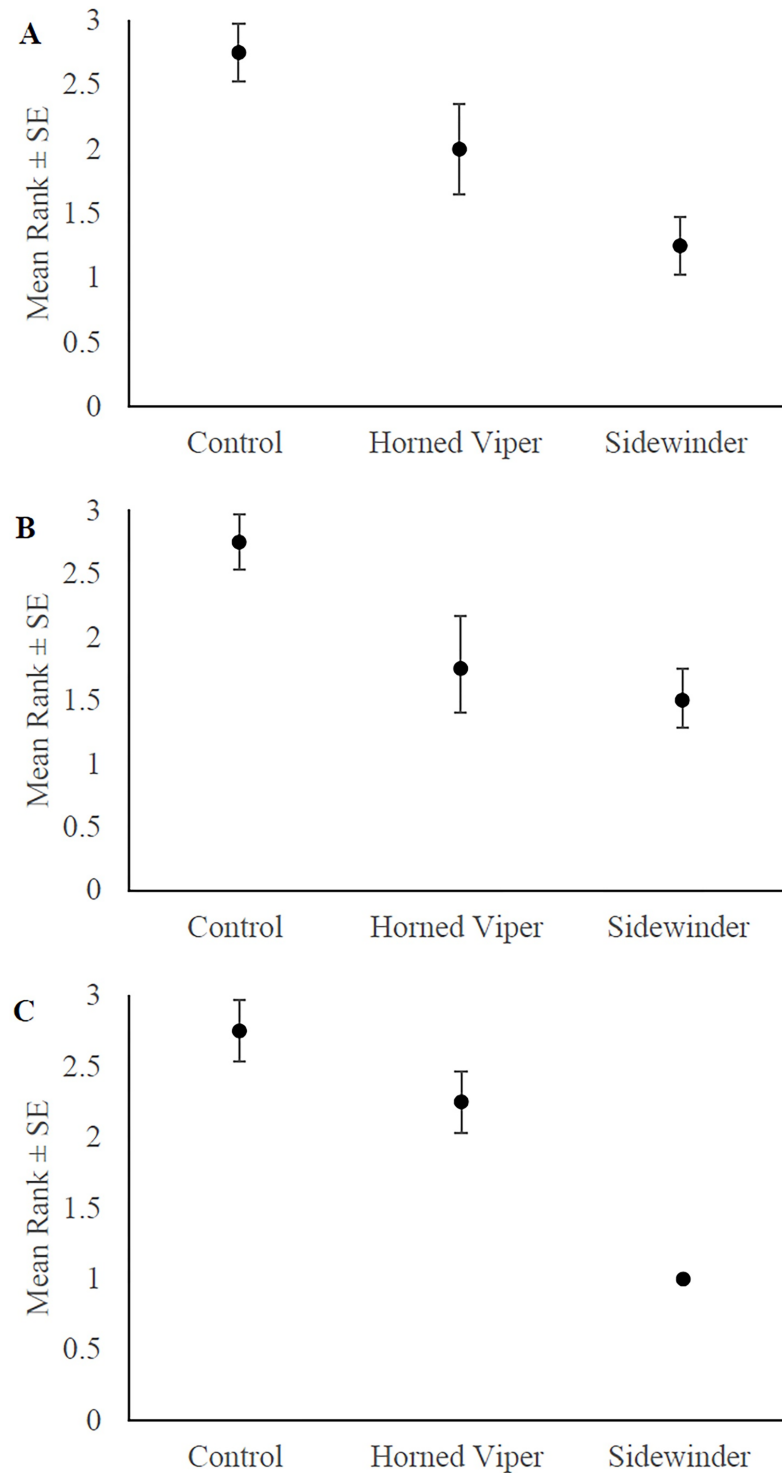 A
Mean Rank ± SE
3
2.5
2
1.5
1
0.5
0
Control Horned Viper Sidewinder
B
Mean Rank ± SE
3
2.5
2
1.5
1
0.5
0
Control Horned Viper Sidewinder
C
Mean Rank ± SE
3
2.5
2
1.5
1
0.5
0
Control Horned Viper Sidewinder